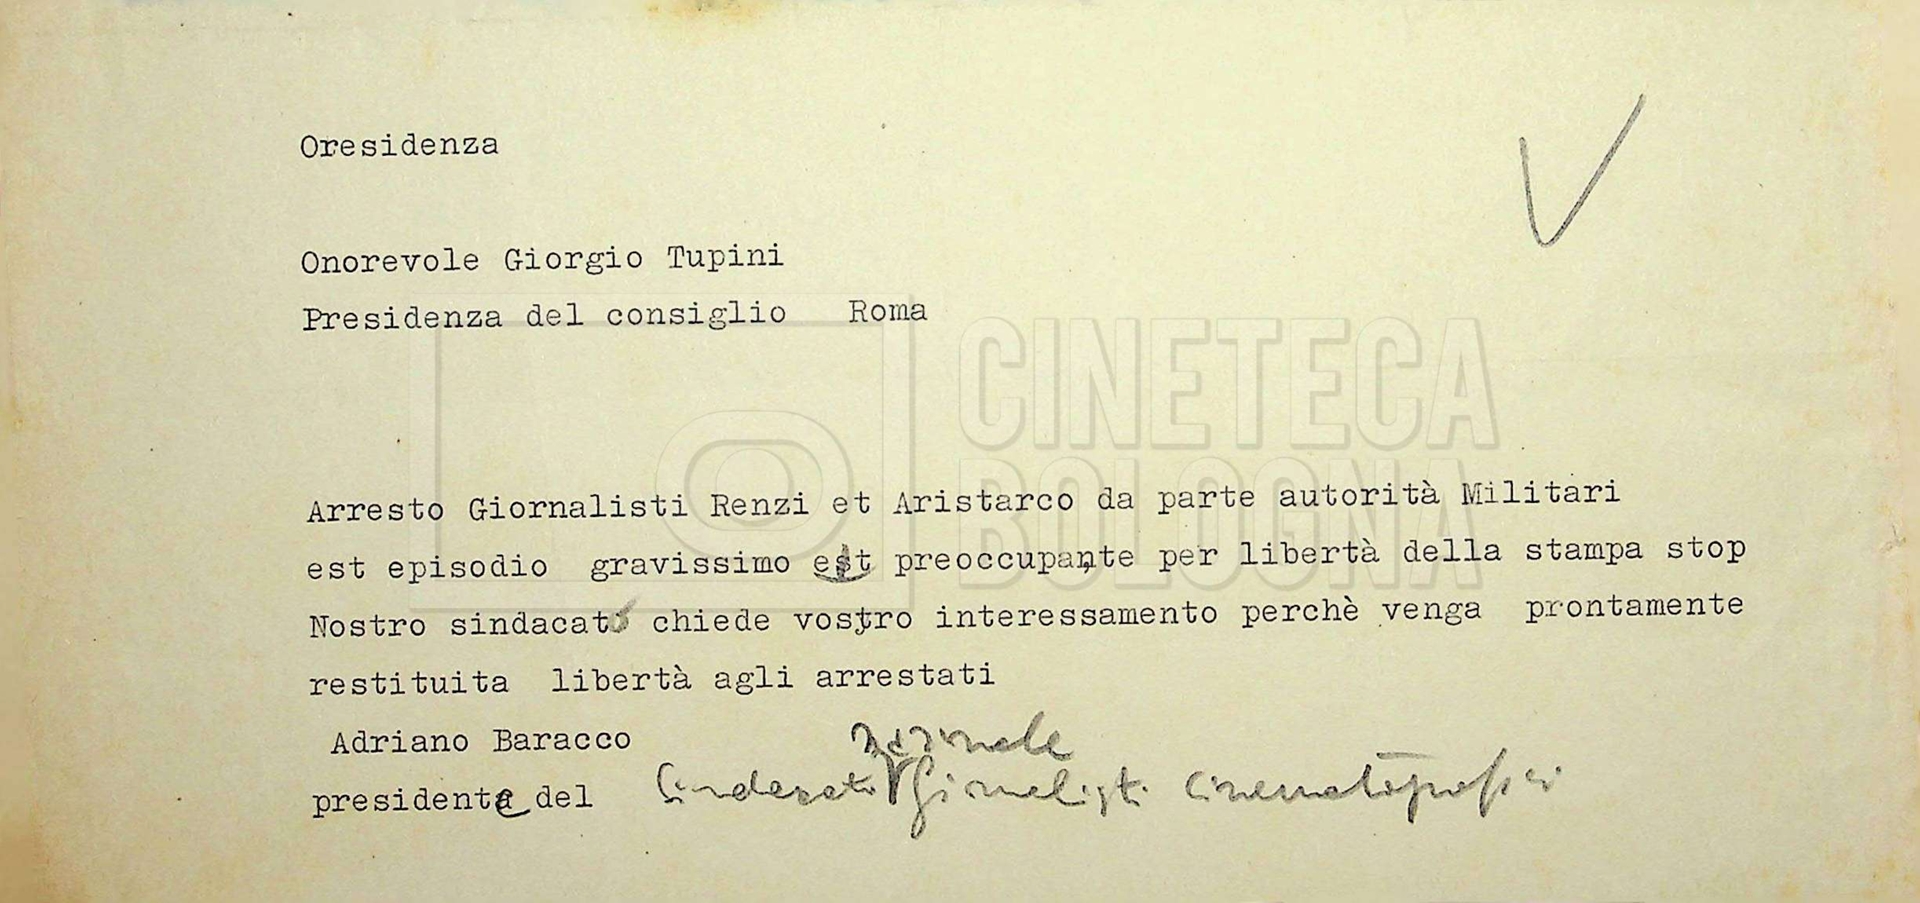 Oresidenza
Onorevole Giorgio Tupini
Presidenza del consiglio Roma
CINETECA
BOLOGNA
Arresto Giornalisti Renzi et Aristarco da parte autorità Militari
est episodio gravissimo est preoccupante per libertà della stampa stop
Nostro sindacato chiede vostro interessamento perchè venga prontamente
restituita libertà agli arrestati
Adriano Baracco
nazionale
presidente del Sindacato Giornalisti Cinematografici